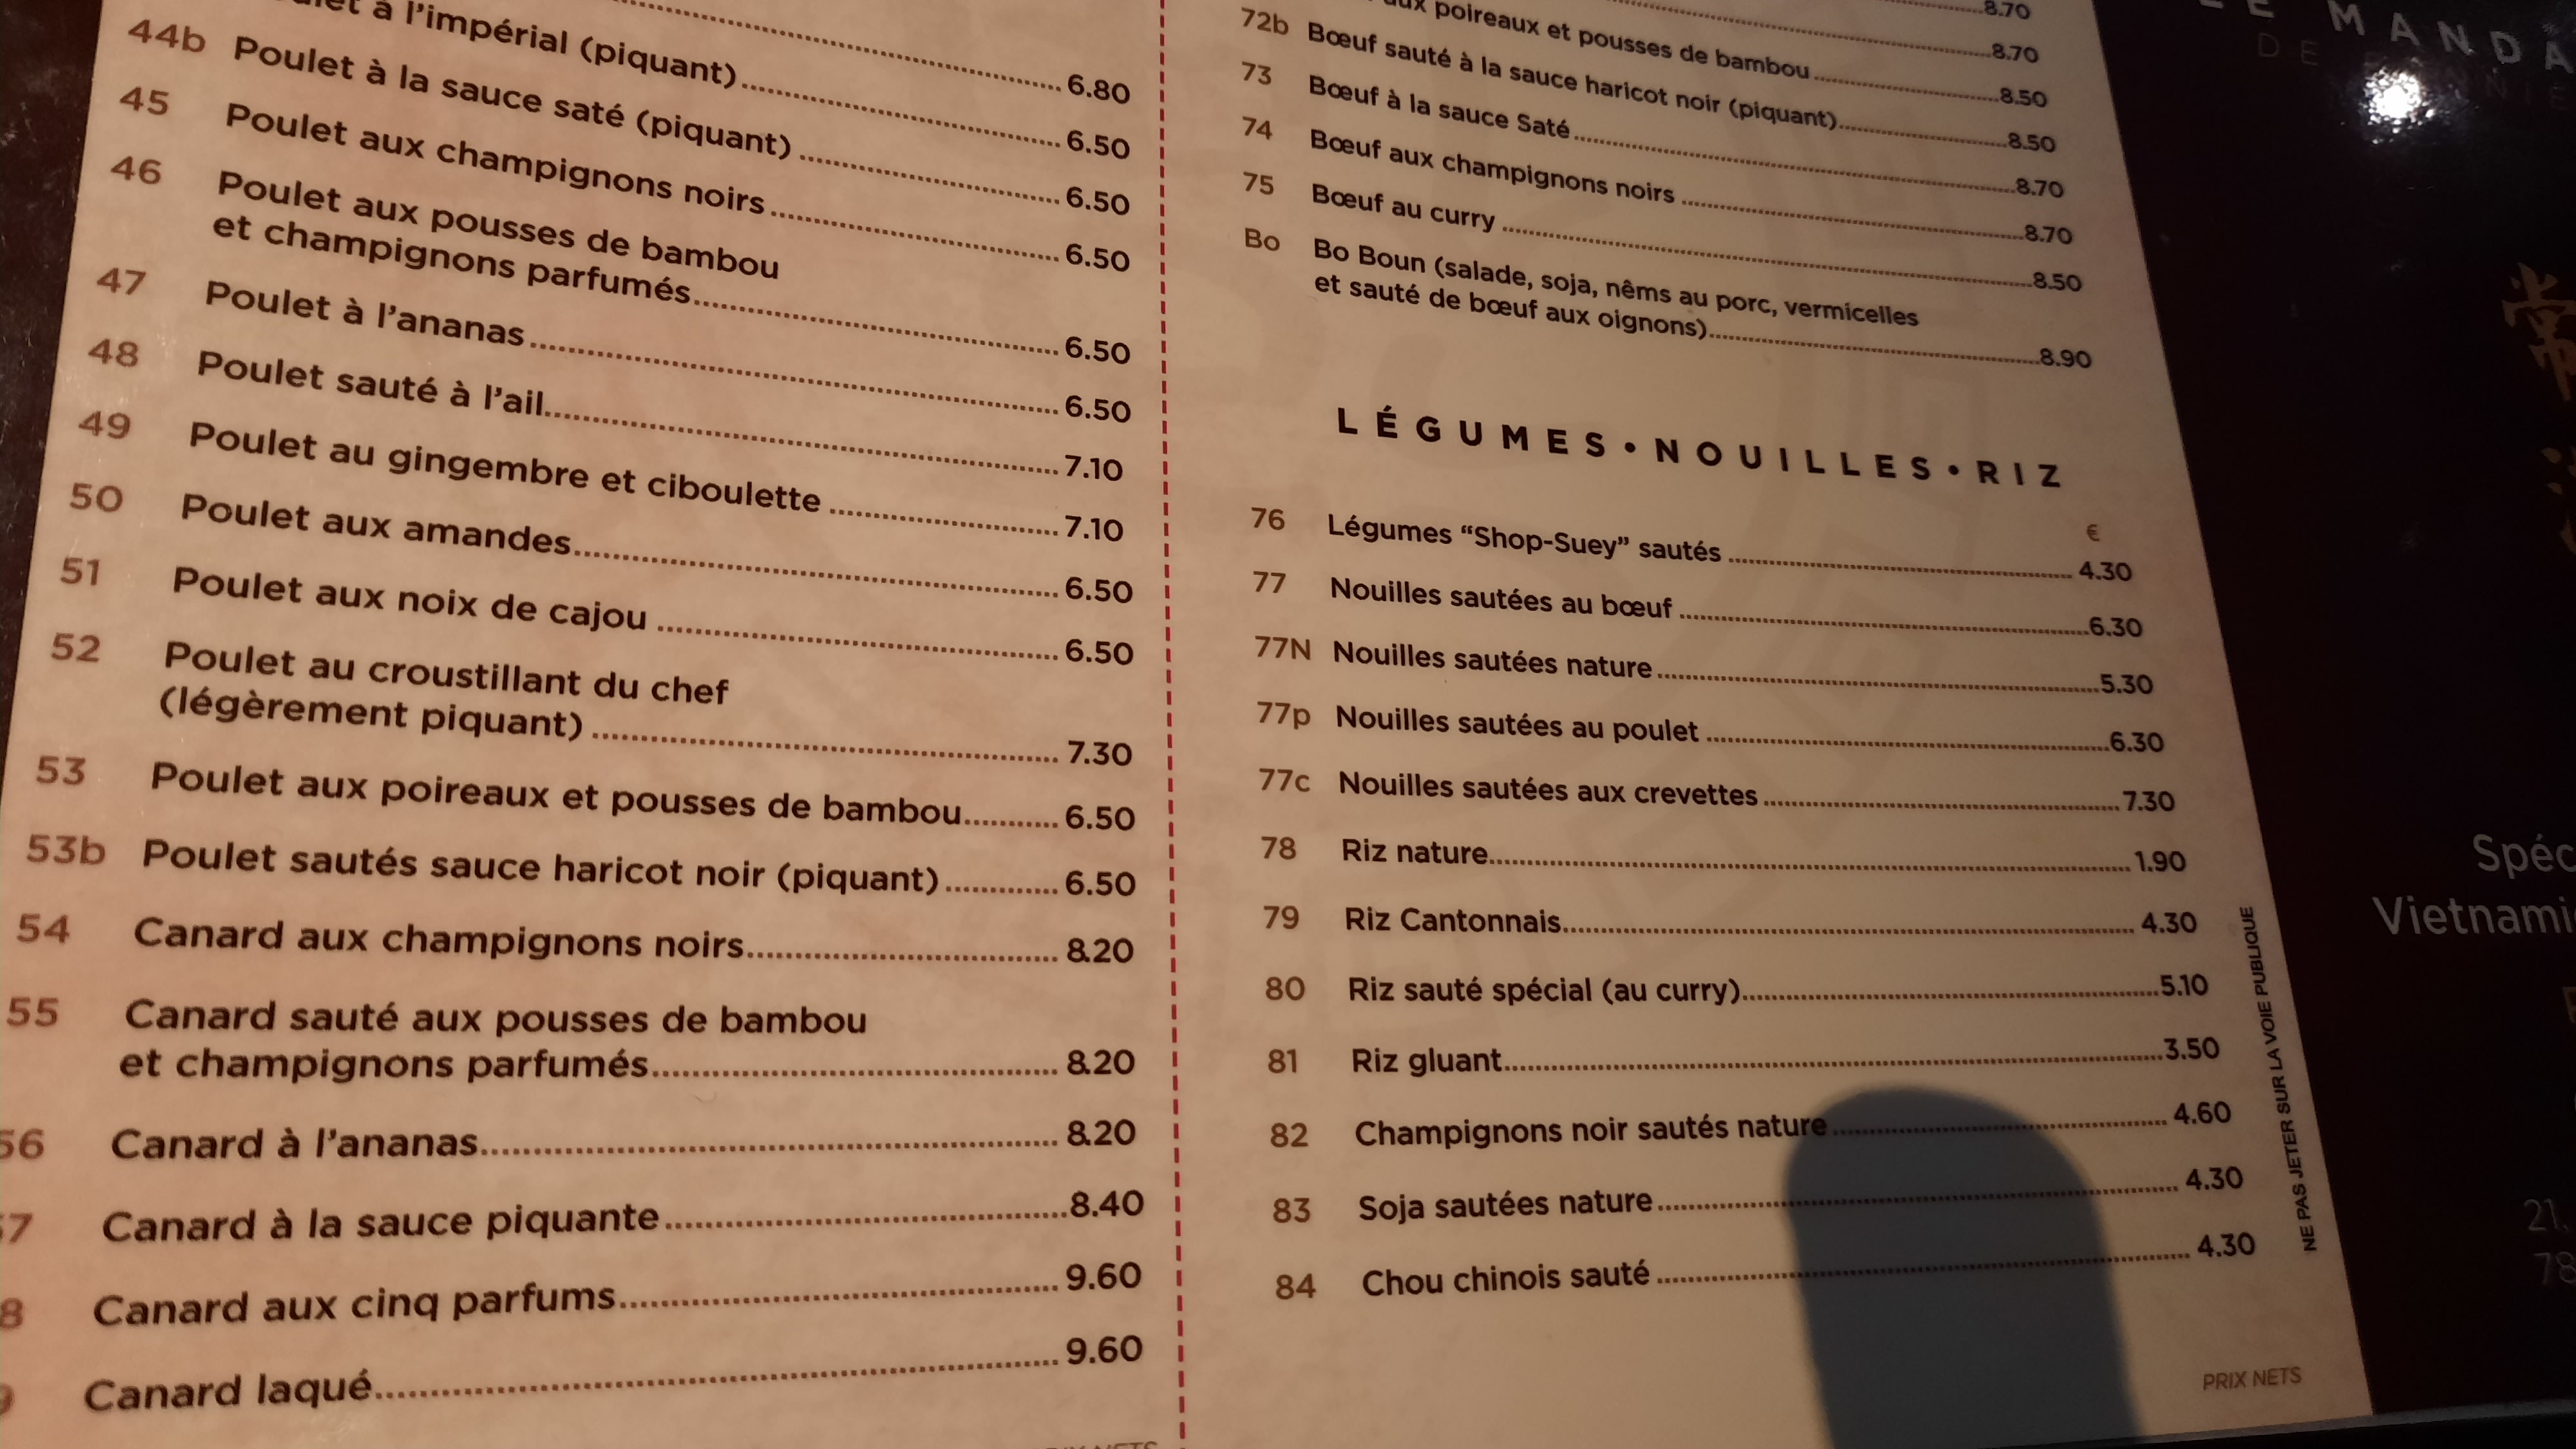 à l'impérial (piquant) 6.80
44b Poulet à la sauce saté (piquant) 6.50
45 Poulet aux champignons noirs 6.50
46 Poulet aux pousses de bambou
et champignons parfumés 6.50
6.50
47 Poulet à l'ananas 6.50
48 Poulet sauté à l'ail 7.10
49 Poulet au gingembre et ciboulette 7.10
50 Poulet aux amandes 6.50
51 Poulet aux noix de cajou 6.50
52 Poulet au croustillant du chef
(légèrement piquant) 7.30
53 Poulet aux poireaux et pousses de bambou 6.50
53b Poulet sautés sauce haricot noir (piquant) 6.50
54 Canard aux champignons noirs 8.20
55 Canard sauté aux pousses de bambou
et champignons parfumés 8.20
56 Canard à l'ananas 8.20
7 Canard à la sauce piquante 8.40
8 Canard aux cinq parfums 9.60
9 Canard laqué 9.60
8.70
8.70
aux poireaux et pousses de bambou 8.50
72b Bœuf sauté à la sauce haricot noir (piquant) 8.50
73 Bœuf à la sauce Saté 8.70
74 Bœuf aux champignons noirs 8.70
75 Bœuf au curry 8.50
Bo Bo Boun (salade, soja, nêms au porc, vermicelles
et sauté de bœuf aux oignons) 8.90
LÉGUMES • NOUILLES • RIZ
€
76 Légumes “Shop-Suey” sautés 4.30
77 Nouilles sautées au bœuf 6.30
77N Nouilles sautées nature 5.30
77p Nouilles sautées au poulet 6.30
77c Nouilles sautées aux crevettes 7.30
78 Riz nature 1.90
79 Riz Cantonnais 4.30
80 Riz sauté spécial (au curry) 5.10
81 Riz gluant 3.50
82 Champignons noir sautés nature 4.60
83 Soja sautées nature 4.30
84 Chou chinois sauté 4.30
NE PAS JETER SUR LA VOIE PUBLIQUE
PRIX NETS
PRIX NETS
LE MANDA
DE
Spéc
Vietnami
21.
78